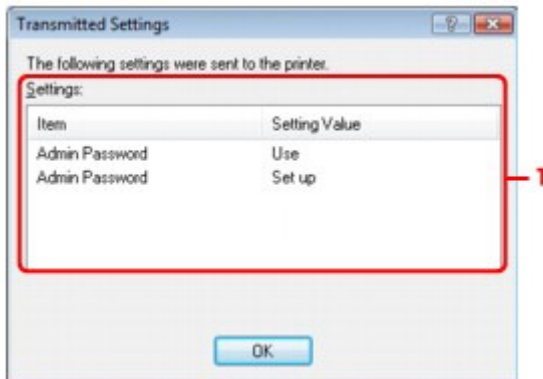 Transmitted Settings
The following settings were sent to the printer.
Settings:
Item Setting Value
Admin Password Use
Admin Password Set up
1
OK